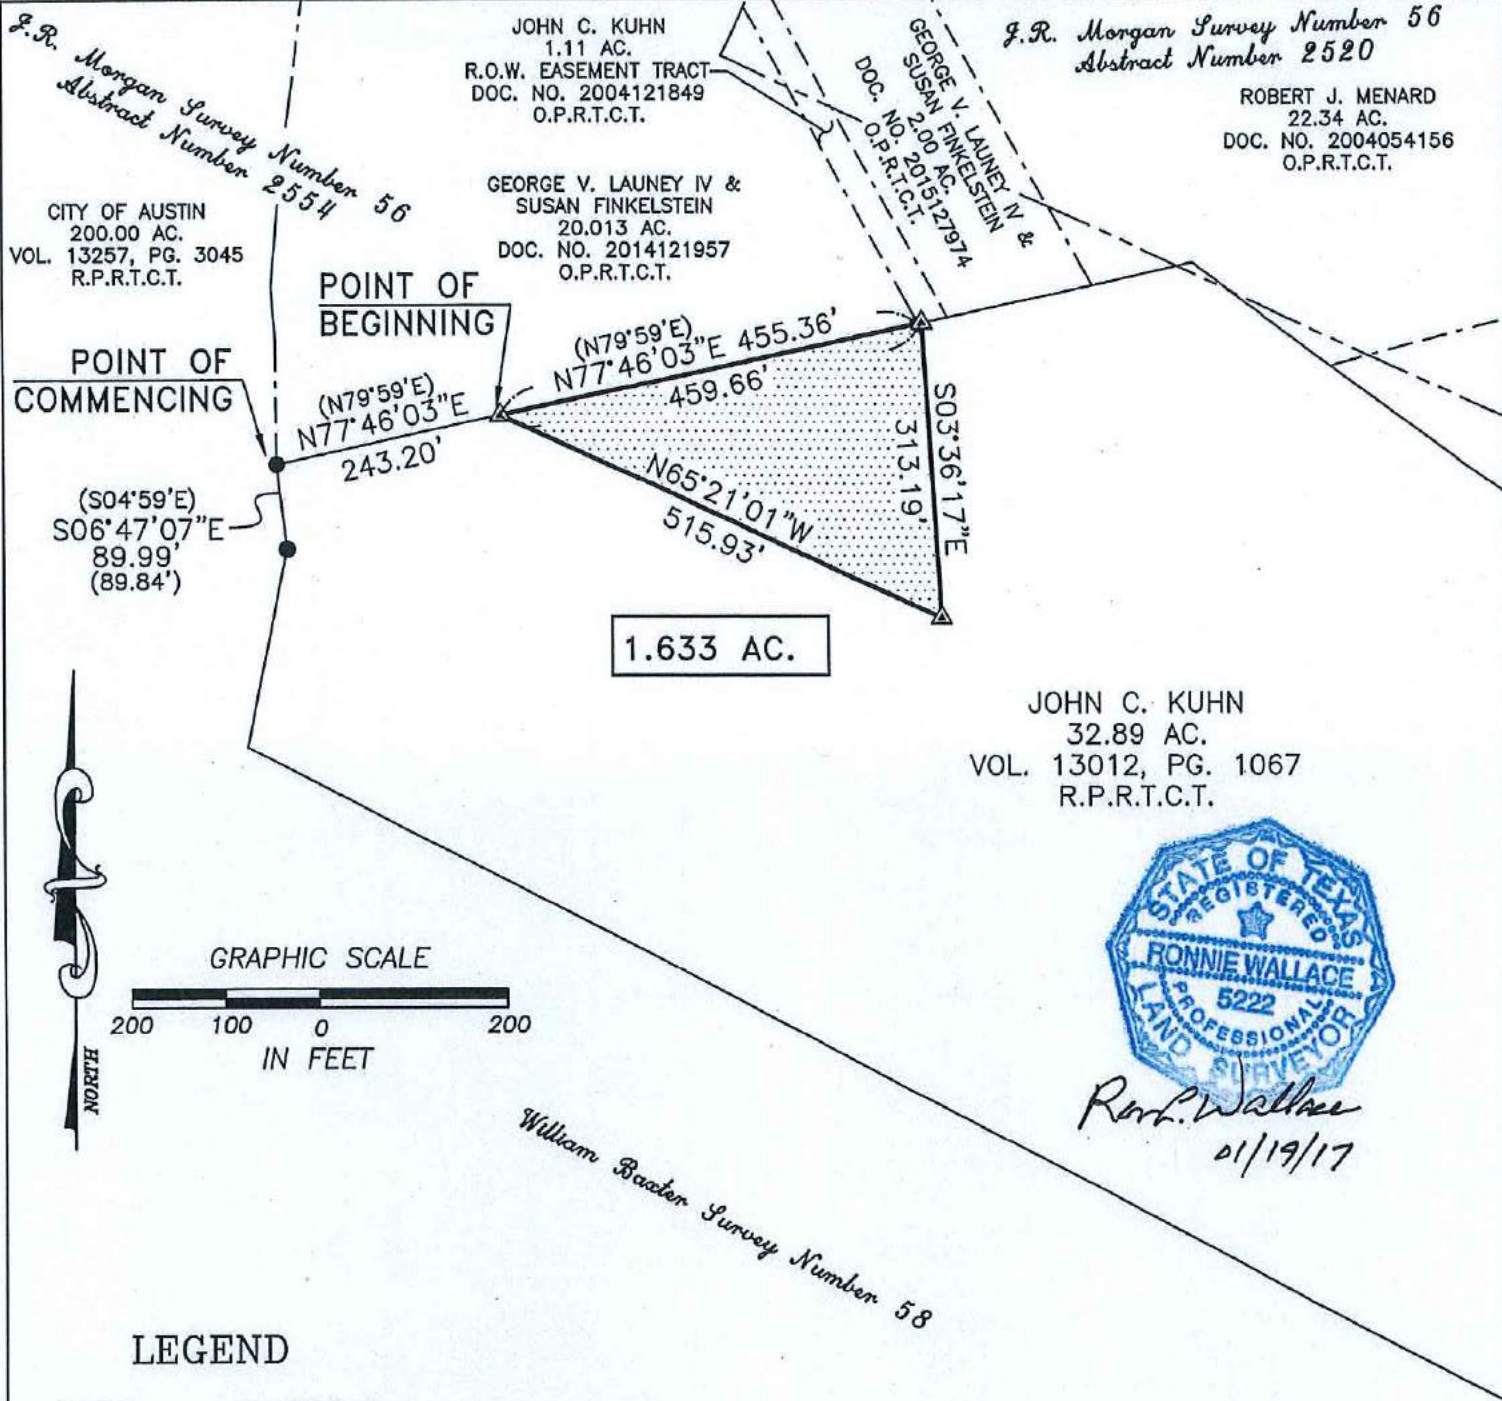 J.R. Morgan Survey Number 56
Abstract Number 2554
JOHN C. KUHN
1.11 AC.
R.O.W. EASEMENT TRACT
DOC. NO. 2004121849
O.P.R.T.C.T.
GEORGE V. LAUNEY IV &
SUSAN FINKELSTEIN
2.00 AC.
DOC. NO. 2015127974
O.P.R.T.C.T.
J.R. Morgan Survey Number 56
Abstract Number 2520
ROBERT J. MENARD
22.34 AC.
DOC. NO. 2004054156
O.P.R.T.C.T.
CITY OF AUSTIN
200.00 AC.
VOL. 13257, PG. 3045
R.P.R.T.C.T.
GEORGE V. LAUNEY IV &
SUSAN FINKELSTEIN
20.013 AC.
DOC. NO. 2014121957
O.P.R.T.C.T.
POINT OF
BEGINNING
POINT OF
COMMENCING
(N79°59'E)
N77°46'03"E
243.20'
(N79°59'E)
N77°46'03"E 455.36'
459.66'
S03°36'17"E
313.19'
N65°21'01"W
515.93'
(S04°59'E)
S06°47'07"E
89.99'
(89.84')
1.633 AC.
JOHN C. KUHN
32.89 AC.
VOL. 13012, PG. 1067
R.P.R.T.C.T.
STATE OF TEXAS
REGISTERED
RONNIE WALLACE
5222
PROFESSIONAL
LAND SURVEYOR
Wallace
01/19/17
GRAPHIC SCALE
200 100 0 200
IN FEET
NORTH
William Baxter Survey Number 58
LEGEND